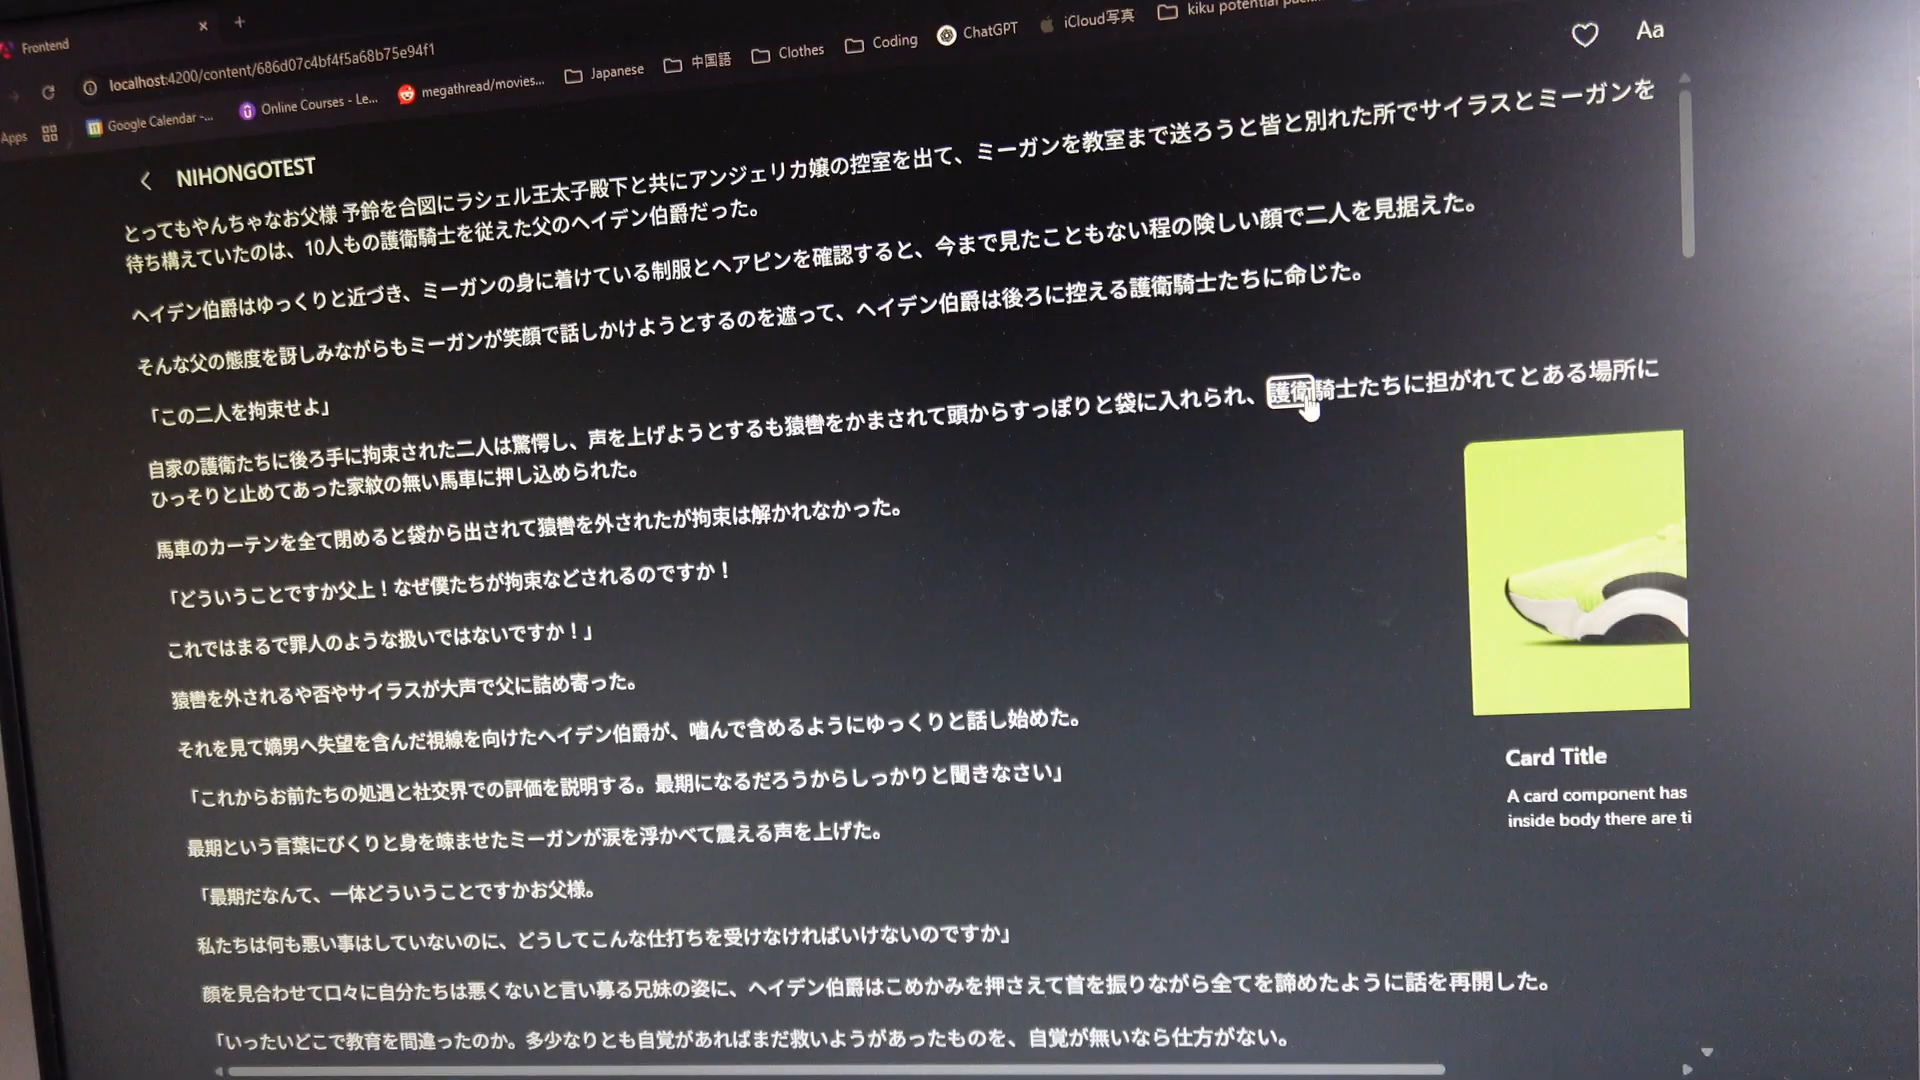 Frontend
localhost:4200/content/686d07c4bf4f5a68b75e94f1
Apps
Google Calendar -...
Online Courses - Le...
megathread/movies...
Japanese
中国語
Clothes
Coding
ChatGPT
iCloud写真
kiku potential
Aa
NIHONGOTEST
とってもやんちゃなお父様 予鈴を合図にラシェル王太子殿下と共にアンジェリカ嬢の控室を出て、ミーガンを教室まで送ろうと皆と別れた所でサイラスとミーガンを
待ち構えていたのは、10人もの護衛騎士を従えた父のヘイデン伯爵だった。
ヘイデン伯爵はゆっくりと近づき、ミーガンの身に着けている制服とヘアピンを確認すると、今まで見たこともない程の険しい顔で二人を見据えた。
そんな父の態度を訝しみながらもミーガンが笑顔で話しかけようとするのを遮って、ヘイデン伯爵は後ろに控える護衛騎士たちに命じた。
「この二人を拘束せよ」
自家の護衛たちに後ろ手に拘束された二人は驚愕し、声を上げようとするも猿轡をかまされて頭からすっぽりと袋に入れられ、護衛騎士たちに担がれてとある場所に
ひっそりと止めてあった家紋の無い馬車に押し込められた。
馬車のカーテンを全て閉めると袋から出されて猿轡を外されたが拘束は解かれなかった。
「どういうことですか父上！なぜ僕たちが拘束などされるのですか！
これではまるで罪人のような扱いではないですか！」
猿轡を外されるや否やサイラスが大声で父に詰め寄った。
それを見て嫡男へ失望を含んだ視線を向けたヘイデン伯爵が、噛んで含めるようにゆっくりと話し始めた。
「これからお前たちの処遇と社交界での評価を説明する。最期になるだろうからしっかりと聞きなさい」
最期という言葉にびくりと身を竦ませたミーガンが涙を浮かべて震える声を上げた。
「最期だなんて、一体どういうことですかお父様。
私たちは何も悪い事はしていないのに、どうしてこんな仕打ちを受けなければいけないのですか」
顔を見合わせて口々に自分たちは悪くないと言い募る兄妹の姿に、ヘイデン伯爵はこめかみを押さえて首を振りながら全てを諦めたように話を再開した。
「いったいどこで教育を間違ったのか。多少なりとも自覚があればまだ救いようがあったものを、自覚が無いなら仕方がない。
Card Title
A card component has
inside body there are ti